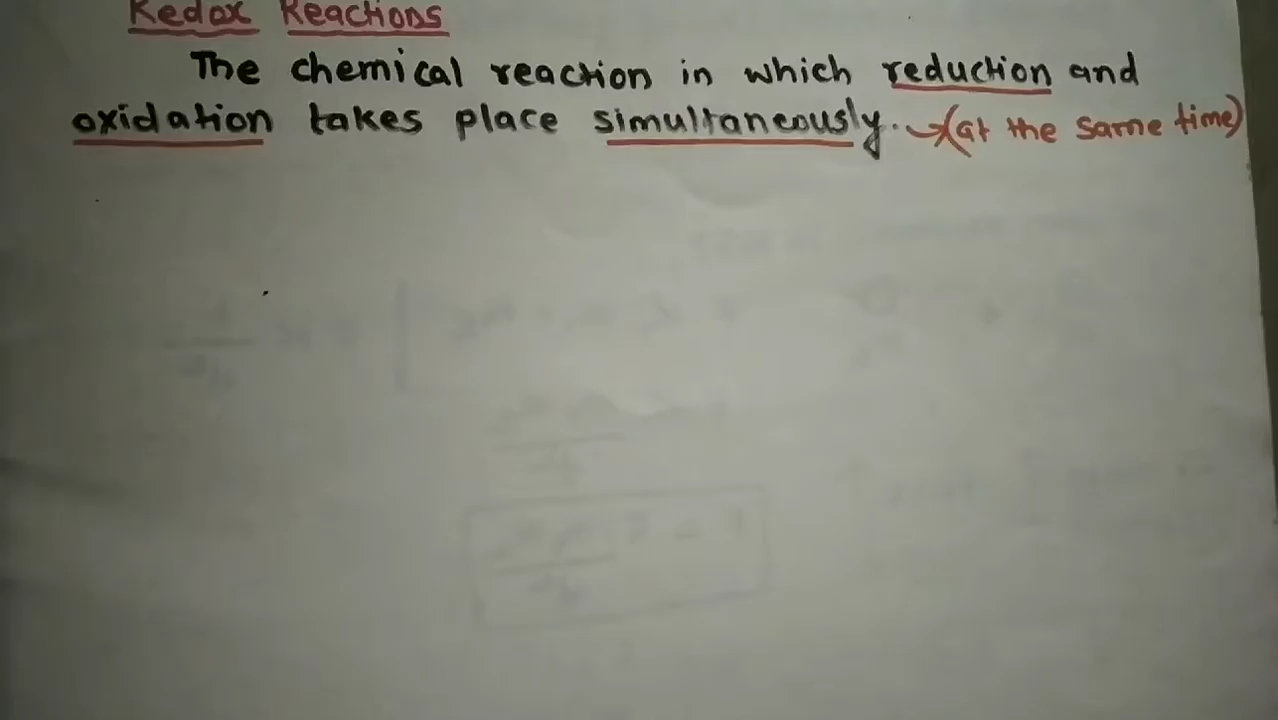 Redox Reactions
The chemical reaction in which reduction and
oxidation takes place simultaneously. (at the same time)